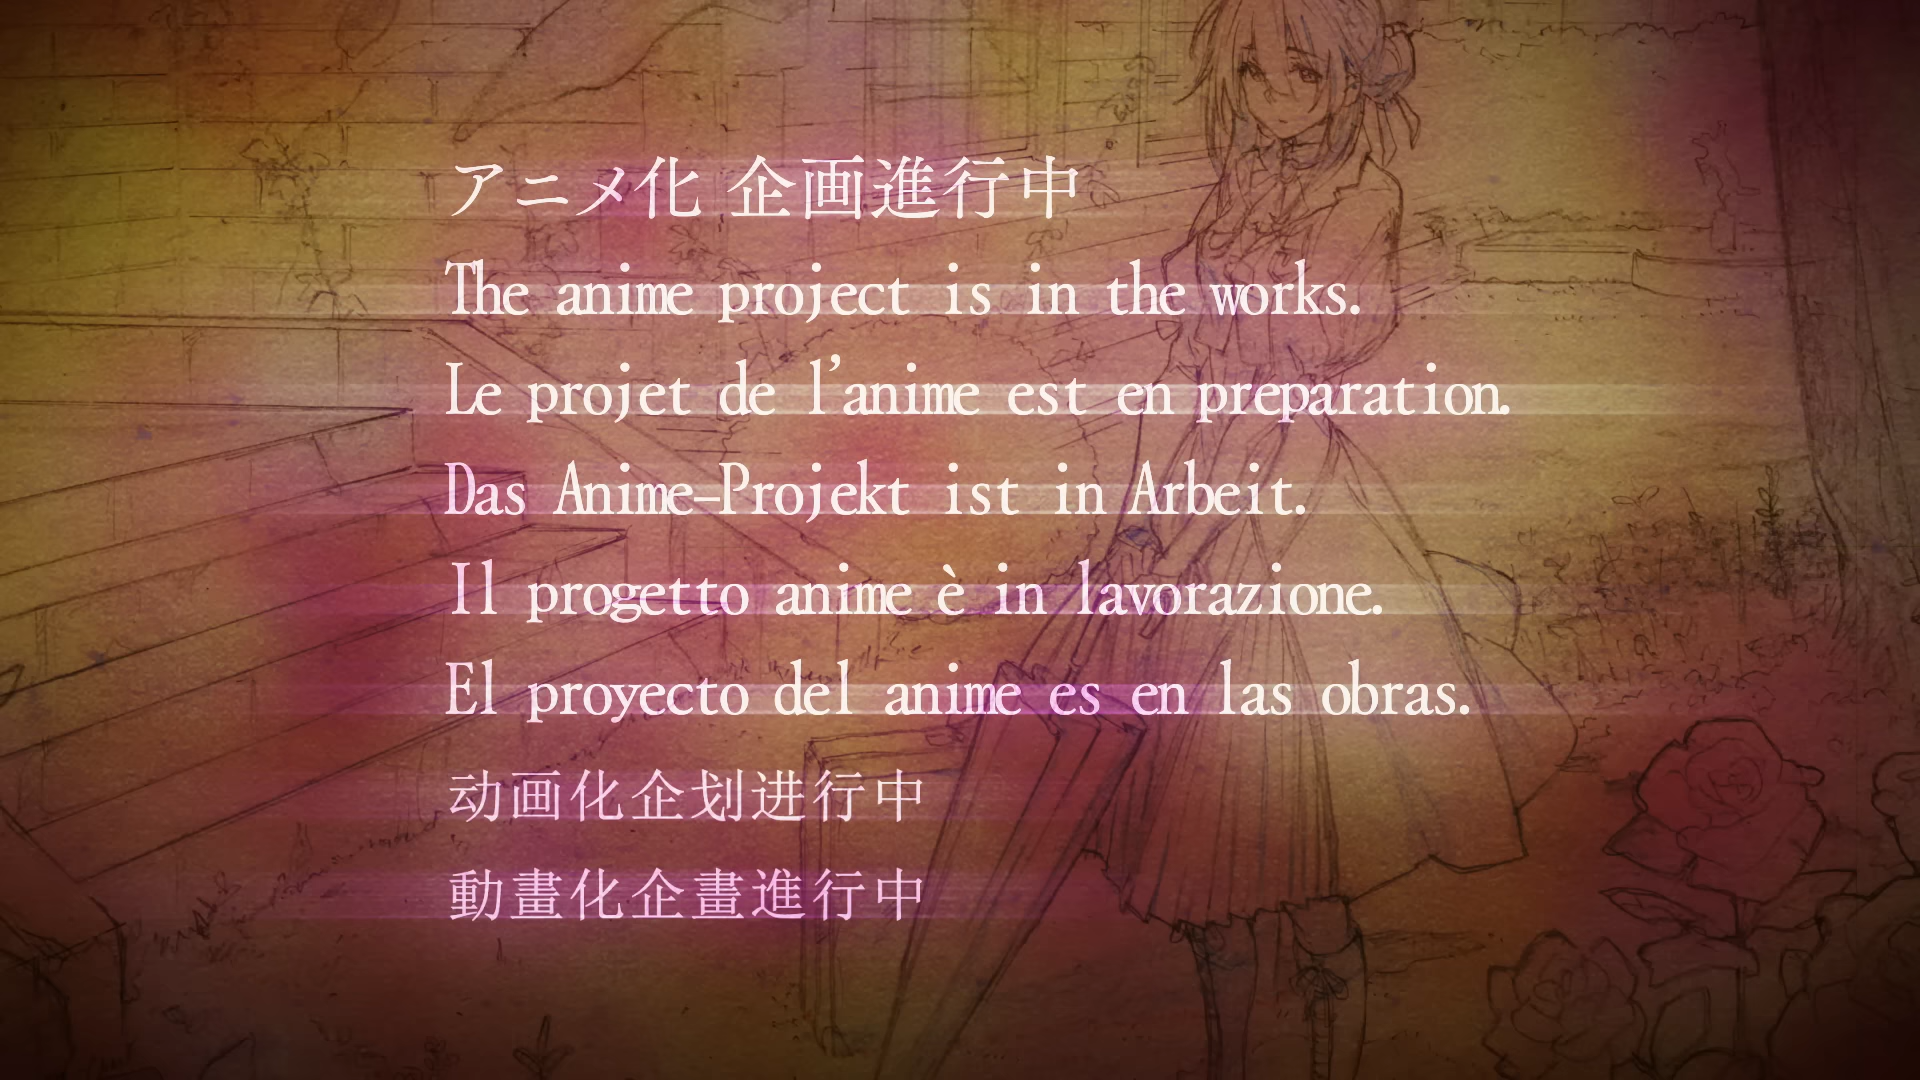 アニメ化 企画進行中
The anime project is in the works.
Le projet de l'anime est en preparation.
Das Anime-Projekt ist in Arbeit.
Il progetto anime è in lavorazione.
El proyecto del anime es en las obras.
动画化企划进行中
動畫化企畫進行中